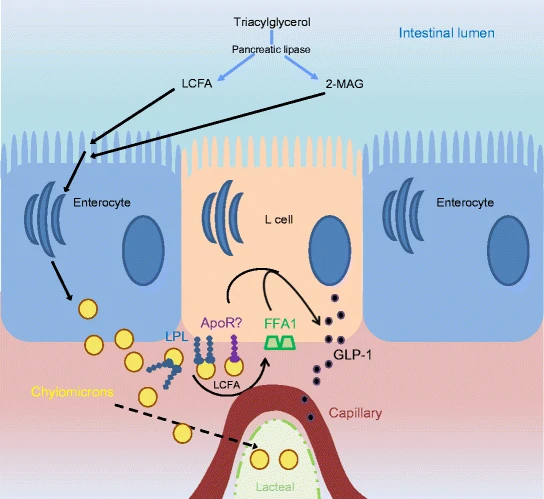 Triacylglycerol
Intestinal lumen
Pancreatic lipase
LCFA
2-MAG
Enterocyte
L cell
Enterocyte
LPL
ApoR?
FFA1
GLP-1
LCFA
Chylomicrons
Capillary
Lacteal